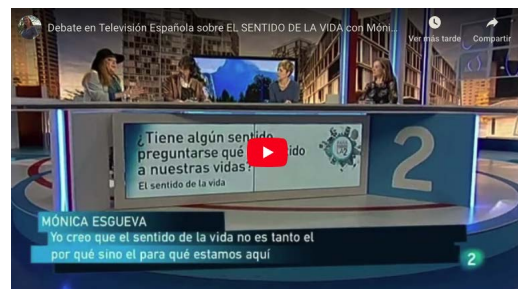 Debate en Televisión Española sobre EL SENTIDO DE LA VIDA con Móni...
Ver más tarde
Compartir
¿Tiene algún sentido
preguntarse qué
a nuestras vidas?
El sentido de la vida
2
MÓNICA ESGUEVA
Yo creo que el sentido de la vida no es tanto el
por qué sino el para qué estamos aquí
2